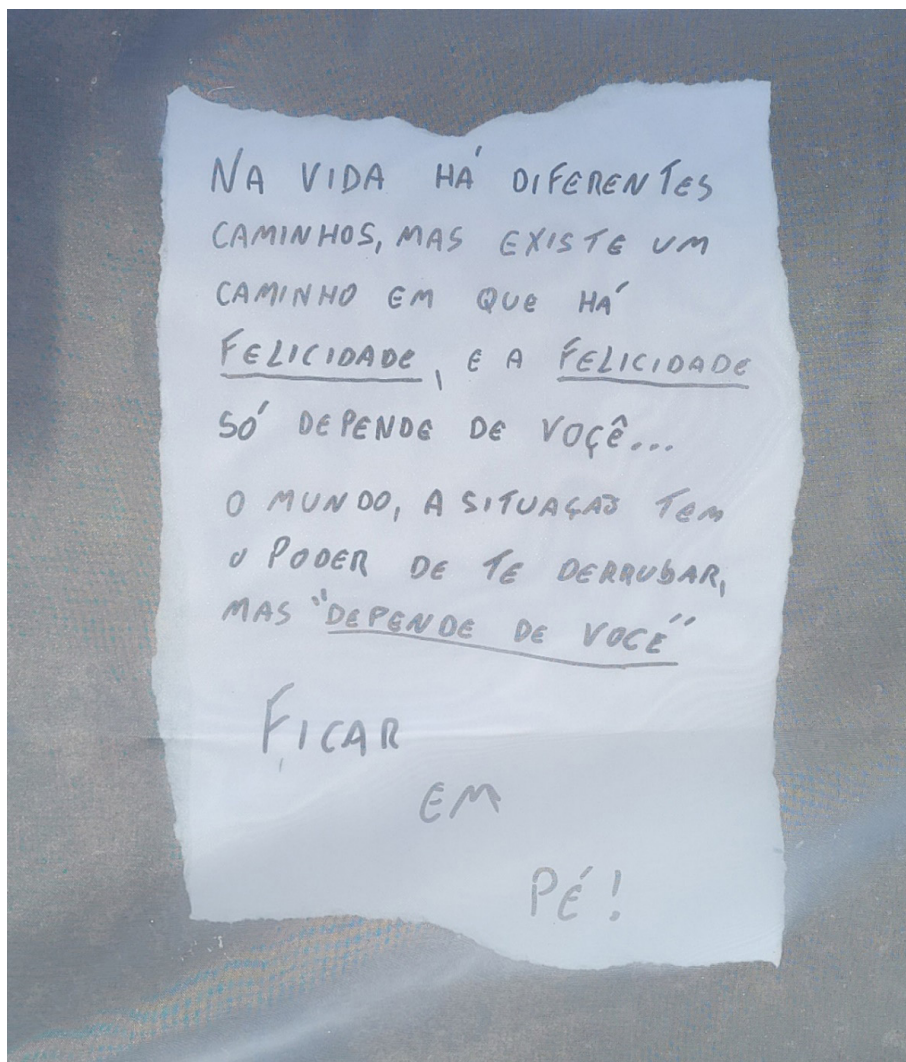 NA VIDA HÁ DIFERENTES
CAMINHOS, MAS EXISTE UM
CAMINHO EM QUE HÁ
FELICIDADE, E A FELICIDADE
SÓ DEPENDE DE VOÇÊ...
O MUNDO, A SITUAÇÃO TEM
O PODER DE TE DERRUBAR,
MAS "DEPENDE DE VOCÊ"
FICAR
EM
PÉ!